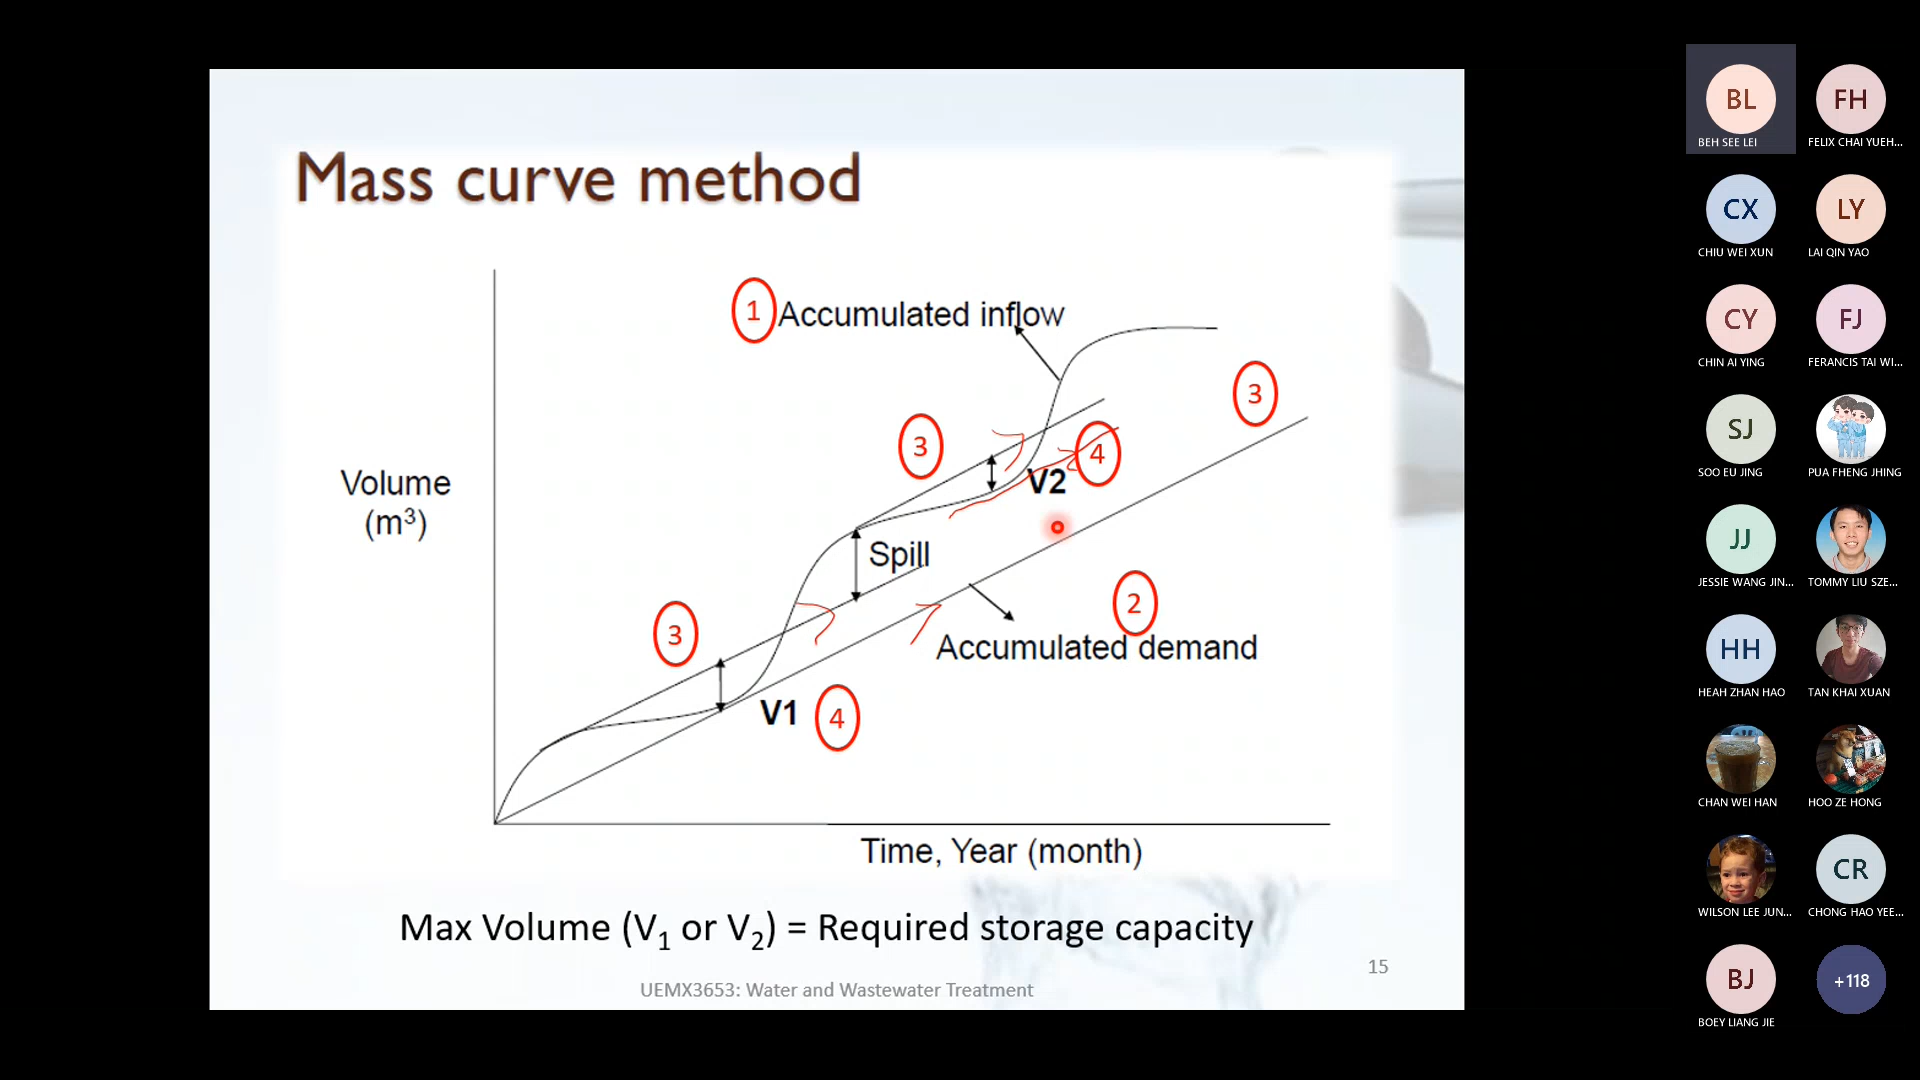 Mass curve method
1 Accumulated inflow
3
3
4
Volume
(m³)
V2
Spill
2
3
Accumulated demand
V1 4
Time, Year (month)
Max Volume (V₁ or V₂) = Required storage capacity
15
UEMX3653: Water and Wastewater Treatment
BL FH
BEH SEE LEI FELIX CHAI YUEH...
CX LY
CHIU WEI XUN LAI QIN YAO
CY FJ
CHIN AI YING FERANCIS TAI WI...
SJ
SOO EU JING PUA FHENG JHING
JJ
JESSIE WANG JIN... TOMMY LIU SZE...
HH
HEAH ZHAN HAO TAN KHAI XUAN
CHAN WEI HAN HOO ZE HONG
CR
WILSON LEE JUN... CHONG HAO YEE...
BJ +118
BOEY LIANG JIE